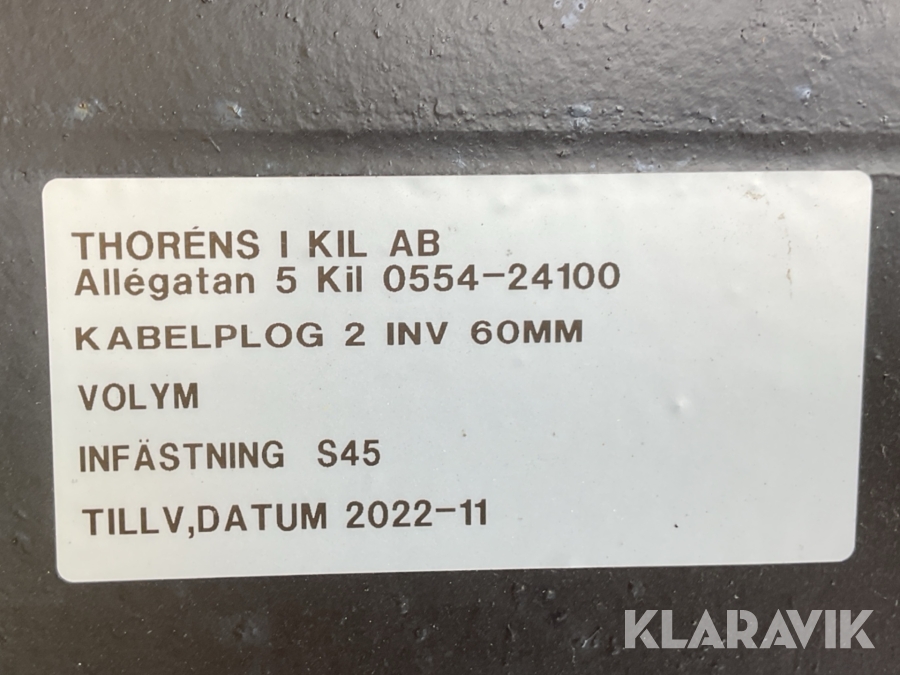 THORÉNS I KIL AB
Allégatan 5 Kil 0554-24100
KABELPLOG 2 INV 60MM
VOLYM
INFÄSTNING S45
TILLV,DATUM 2022-11
KLARAVIK